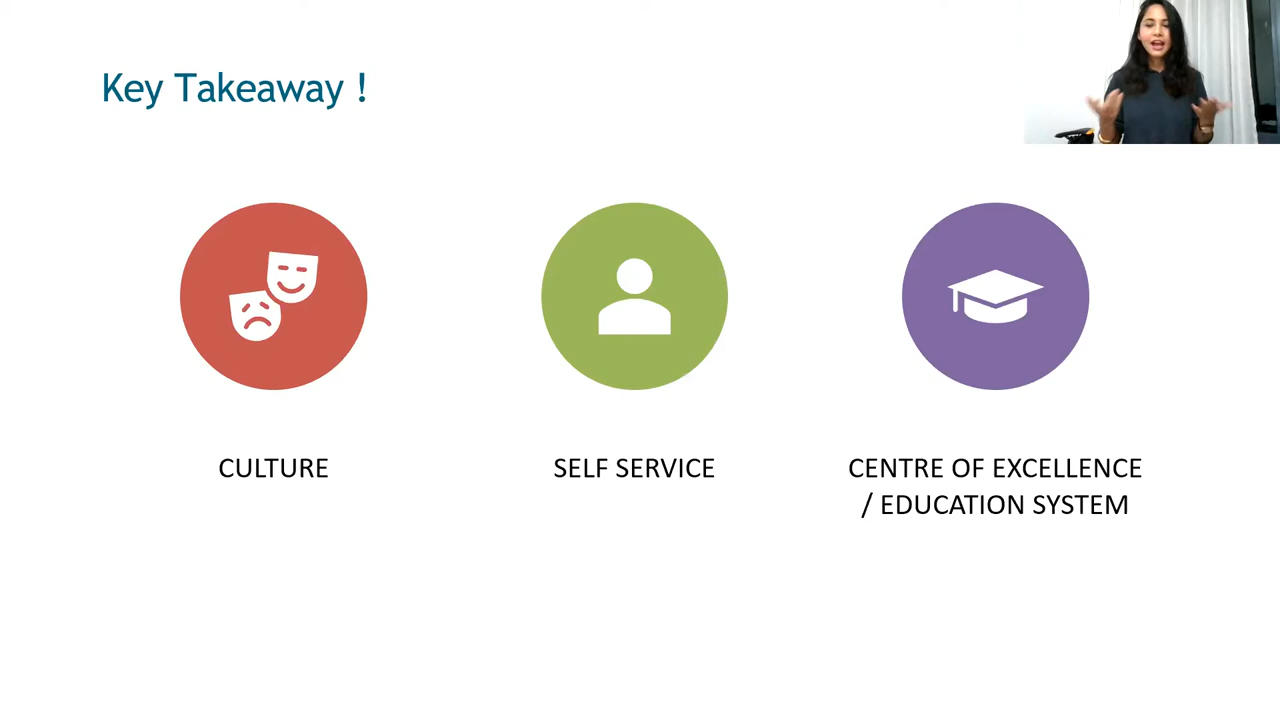 Key Takeaway !
CULTURE
SELF SERVICE
CENTRE OF EXCELLENCE
/ EDUCATION SYSTEM